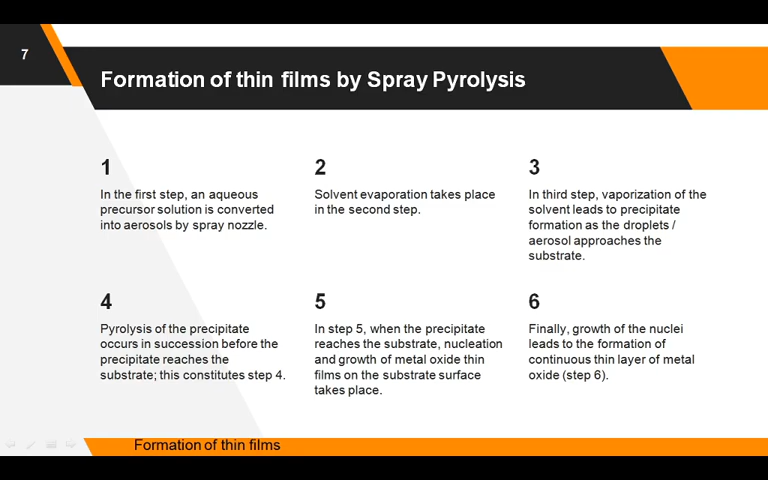 7
Formation of thin films by Spray Pyrolysis
1
In the first step, an aqueous
precursor solution is converted
into aerosols by spray nozzle.
2
Solvent evaporation takes place
in the second step.
3
In third step, vaporization of the
solvent leads to precipitate
formation as the droplets /
aerosol approaches the
substrate.
4
Pyrolysis of the precipitate
occurs in succession before the
precipitate reaches the
substrate; this constitutes step 4.
5
In step 5, when the precipitate
reaches the substrate, nucleation
and growth of metal oxide thin
films on the substrate surface
takes place.
6
Finally, growth of the nuclei
leads to the formation of
continuous thin layer of metal
oxide (step 6).
Formation of thin films